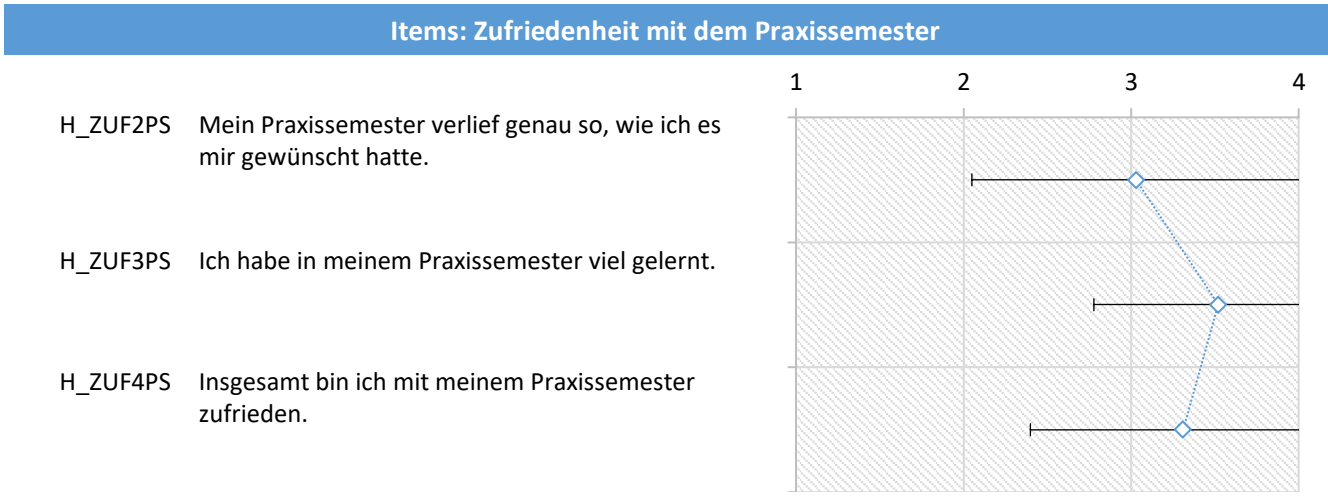 Items: Zufriedenheit mit dem Praxissemester
1 2 3 4
H_ZUF2PS Mein Praxissemester verlief genau so, wie ich es
mir gewünscht hatte.
H_ZUF3PS Ich habe in meinem Praxissemester viel gelernt.
H_ZUF4PS Insgesamt bin ich mit meinem Praxissemester
zufrieden.